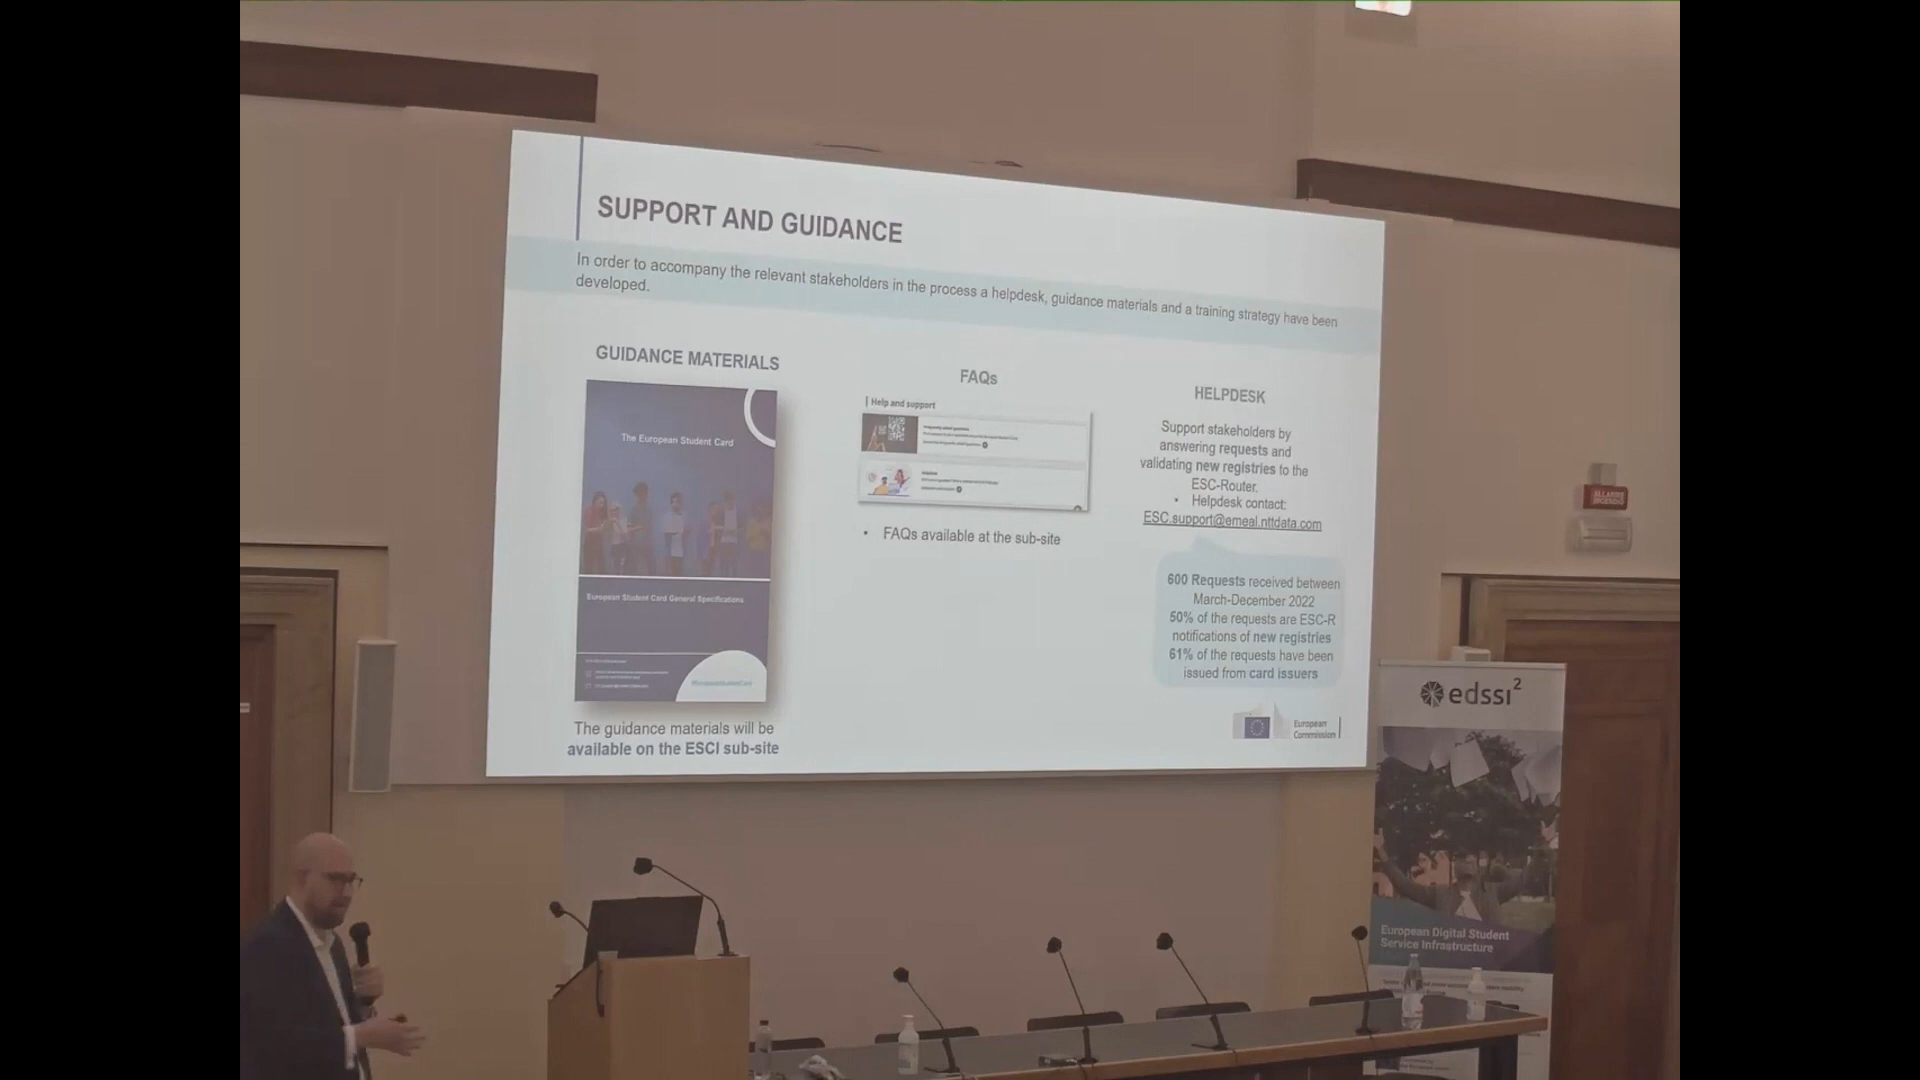 SUPPORT AND GUIDANCE
In order to accompany the relevant stakeholders in the process a helpdesk, guidance materials and a training strategy have been
developed.
GUIDANCE MATERIALS
The European Student Card
European Student Card General Specifications
#EuropeanStudentCard
The guidance materials will be
available on the ESCI sub-site
FAQs
Help and support
• FAQs available at the sub-site
HELPDESK
Support stakeholders by
answering requests and
validating new registries to the
ESC-Router.
• Helpdesk contact:
ESC.support@emeal.nttdata.com
600 Requests received between
March-December 2022
50% of the requests are ESC-R
notifications of new registries
61% of the requests have been
issued from card issuers
European
Commission
ALLARME
INCENDIO
edssi2
European Digital Student
Service Infrastructure